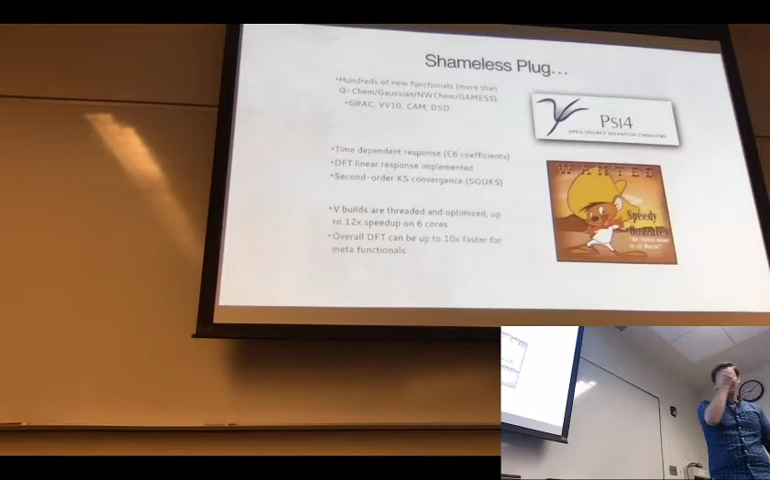 Shameless Plug...
•Hundreds of new functionals (more than
Q-Chem/Gaussian/NWChem/GAMESS)
•GRAC, VV10, CAM, DSD
PSI4
OPEN-SOURCE QUANTUM CHEMISTRY
•Time dependent response (C6 coefficients)
•DFT linear response implemented
•Second-order KS convergence (SOUKS)
WANTED
Speedy
Gonzales
•V builds are threaded and optimized, up
to 12x speedup on 6 cores
•Overall DFT can be up to 10x faster for
meta functionals